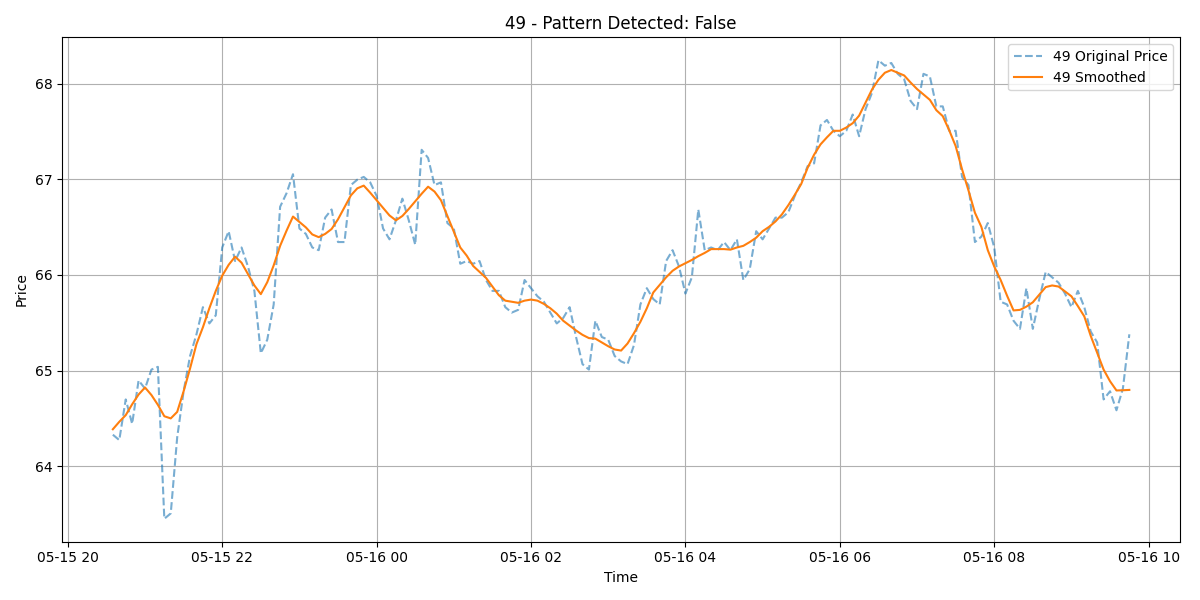 49 - Pattern Detected: False
49 Original Price
49 Smoothed
Price
68
67
66
65
64
05-15 20
05-15 22
05-16 00
05-16 02
05-16 04
05-16 06
05-16 08
05-16 10
Time